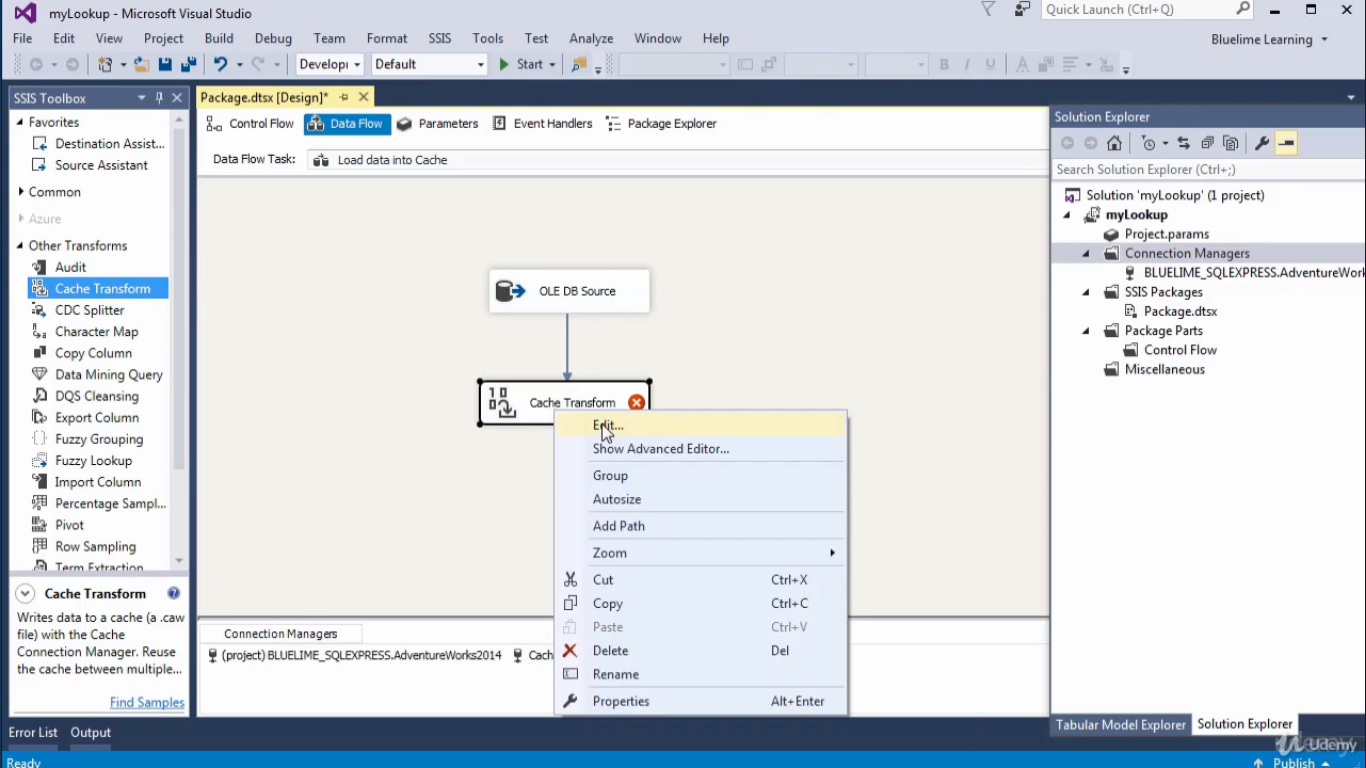 myLookup - Microsoft Visual Studio
Quick Launch (Ctrl+Q)
File Edit View Project Build Debug Team Format SSIS Tools Test Analyze Window Help
Bluelime Learning
Default Start
SSIS Toolbox
Package.dtsx [Design]*
Favorites
Destination Assist...
Source Assistant
Common
Azure
Other Transforms
Audit
Cache Transform
CDC Splitter
Character Map
Copy Column
Data Mining Query
DQS Cleansing
Export Column
Fuzzy Grouping
Fuzzy Lookup
Import Column
Percentage Sampl...
Pivot
Row Sampling
Term Extraction
Cache Transform
Writes data to a cache (a .caw
file) with the Cache
Connection Manager. Reuse
the cache between multiple...
Find Samples
Control Flow Data Flow Parameters Event Handlers Package Explorer
Data Flow Task: Load data into Cache
OLE DB Source
Cache Transform
Edit...
Show Advanced Editor...
Group
Autosize
Add Path
Zoom
Cut Ctrl+X
Copy Ctrl+C
Paste Ctrl+V
Delete Del
Rename
Properties Alt+Enter
Connection Managers
(project) BLUELIME_SQLEXPRESS.AdventureWorks2014
Solution Explorer
Search Solution Explorer (Ctrl+;)
Solution 'myLookup' (1 project)
myLookup
Project.params
Connection Managers
BLUELIME_SQLEXPRESS.AdventureWork
SSIS Packages
Package.dtsx
Package Parts
Control Flow
Miscellaneous
Tabular Model Explorer Solution Explorer
Error List Output
Udemy
Ready
Publish